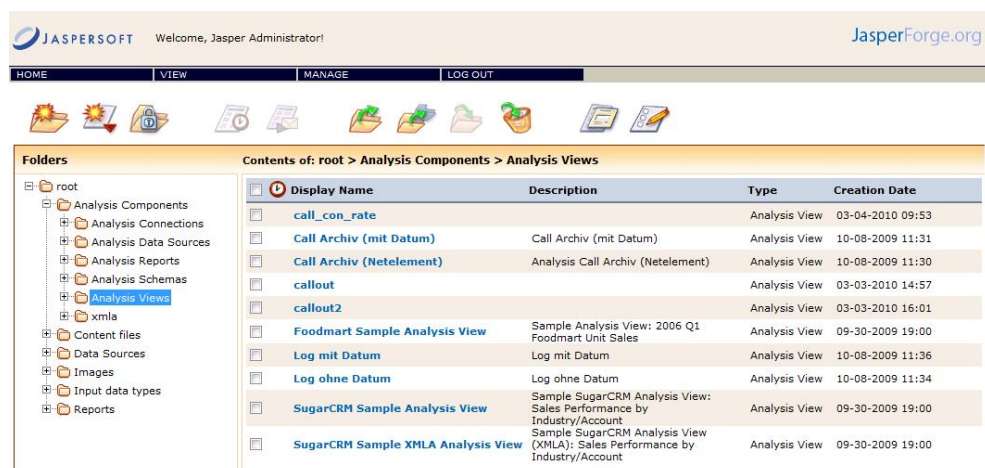 JASPERSOFT Welcome, Jasper Administrator! JasperForge.org
HOME VIEW MANAGE LOG OUT
Folders
root
Analysis Components
Analysis Connections
Analysis Data Sources
Analysis Reports
Analysis Schemas
Analysis Views
xmla
Content files
Data Sources
Images
Input data types
Reports
Contents of: root > Analysis Components > Analysis Views
Display Name Description Type Creation Date
call_con_rate Analysis View 03-04-2010 09:53
Call Archiv (mit Datum) Call Archiv (mit Datum) Analysis View 10-08-2009 11:31
Call Archiv (Netelement) Analysis Call Archiv (Netelement) Analysis View 10-08-2009 11:30
callout Analysis View 03-03-2010 14:57
callout2 Analysis View 03-03-2010 16:01
Foodmart Sample Analysis View Sample Analysis View: 2006 Q1
Foodmart Unit Sales Analysis View 09-30-2009 19:00
Log mit Datum Log mit Datum Analysis View 10-08-2009 11:36
Log ohne Datum Log ohne Datum Analysis View 10-08-2009 11:34
SugarCRM Sample Analysis View Sample SugarCRM Analysis View:
Sales Performance by
Industry/Account Analysis View 09-30-2009 19:00
SugarCRM Sample XMLA Analysis View Sample SugarCRM Analysis View
(XMLA): Sales Performance by
Industry/Account Analysis View 09-30-2009 19:00